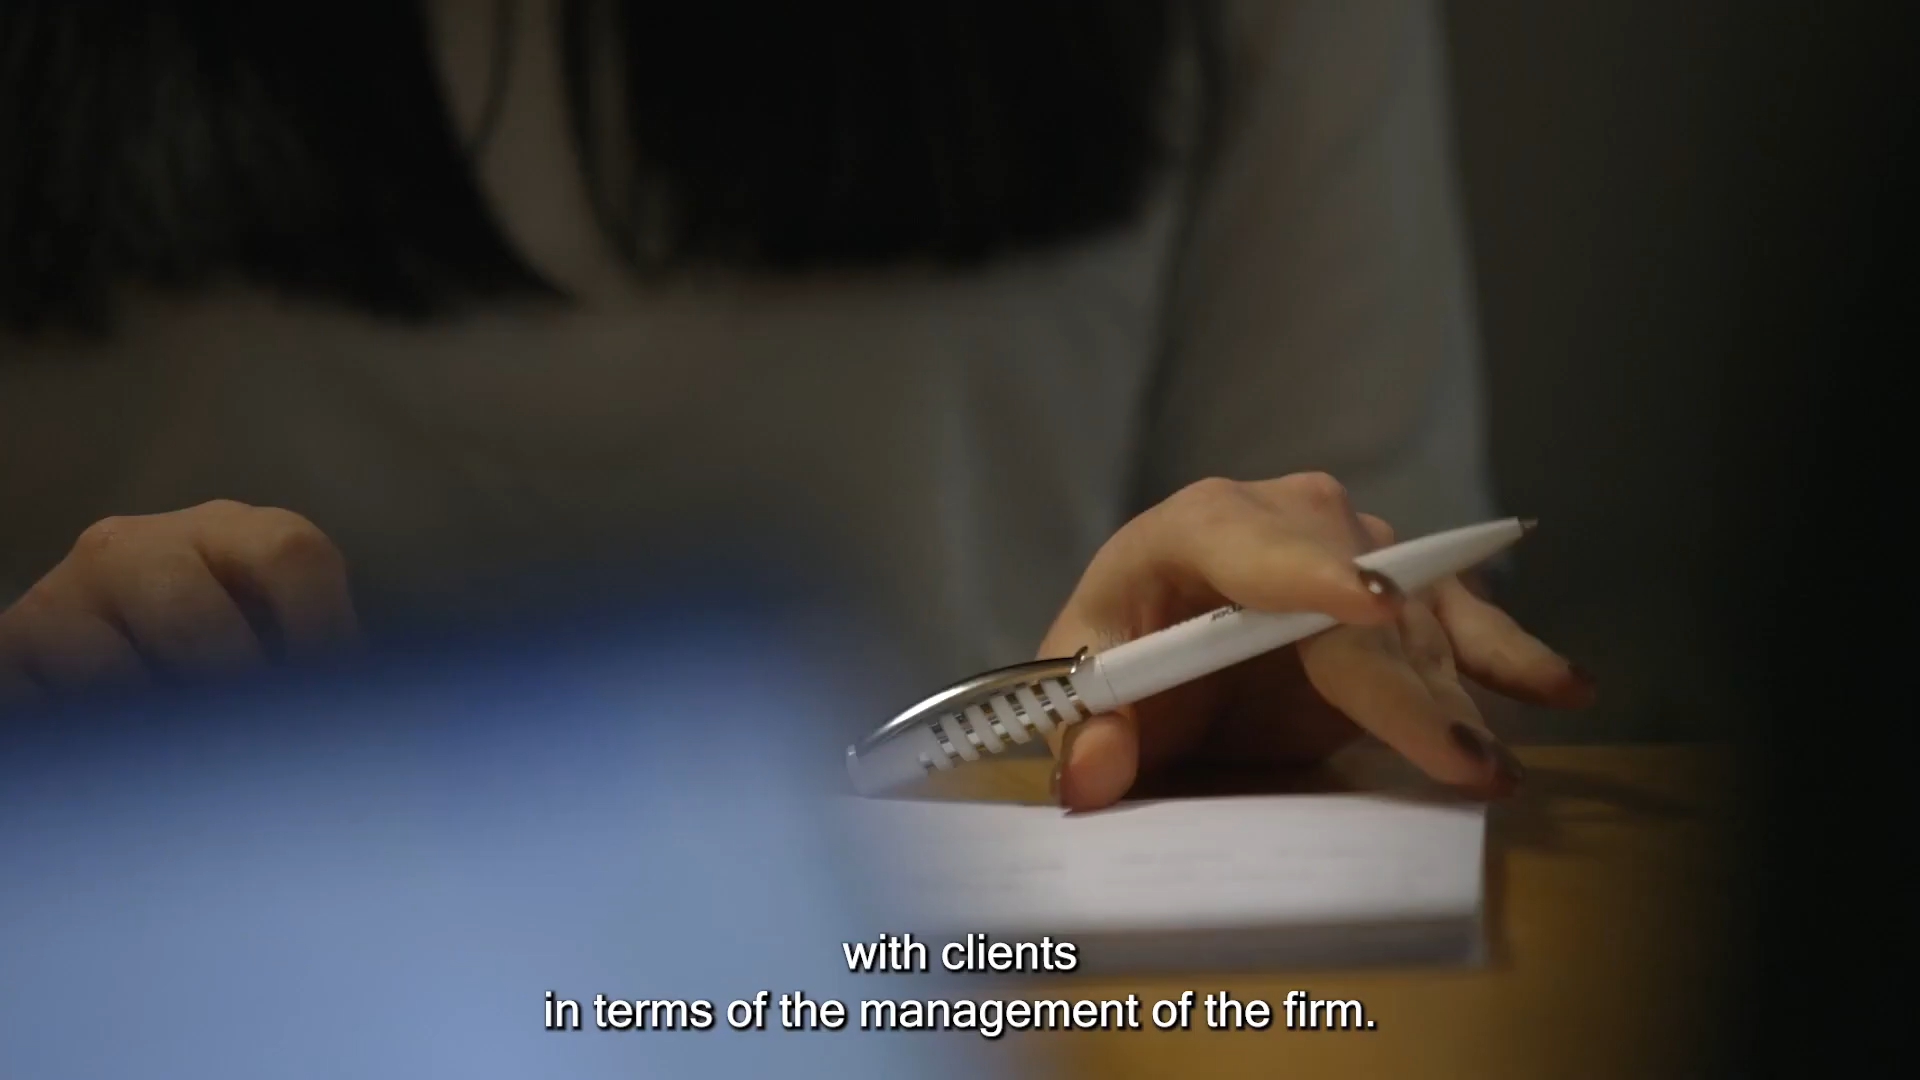 with clients
in terms of the management of the firm.